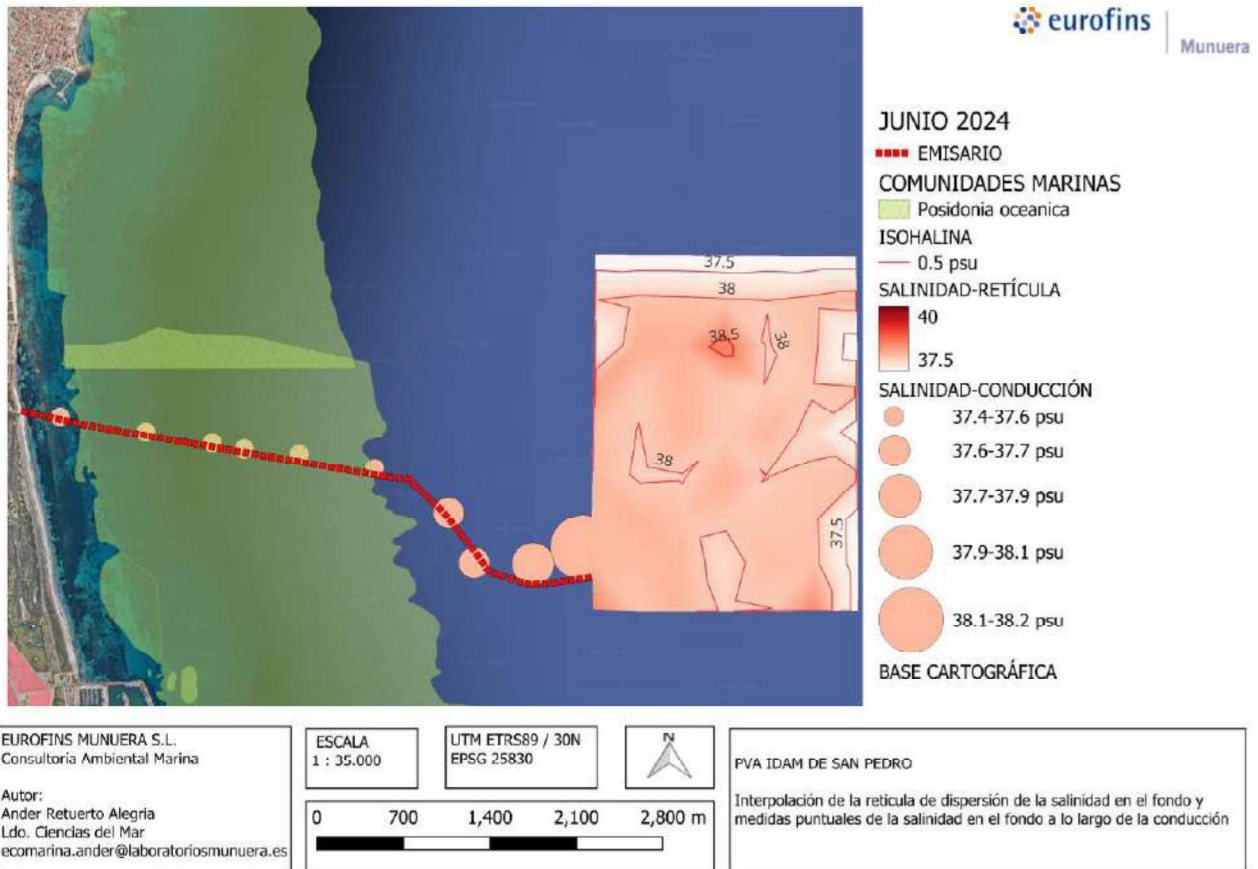 eurofins
Munuera
JUNIO 2024
EMISARIO
COMUNIDADES MARINAS
Posidonia oceanica
ISOHALINA
0.5 psu
SALINIDAD-RETÍCULA
40
37.5
SALINIDAD-CONDUCCIÓN
37.4-37.6 psu
37.6-37.7 psu
37.7-37.9 psu
37.9-38.1 psu
38.1-38.2 psu
BASE CARTOGRÁFICA
37.5
38
38.5
38
38
37.5
EUROFINS MUNUERA S.L.
Consultoría Ambiental Marina
Autor:
Ander Retuerto Alegria
Ldo. Ciencias del Mar
ecomarina.ander@laboratoriosmunuera.es
ESCALA
1 : 35.000
UTM ETRS89 / 30N
EPSG 25830
N
0 700 1,400 2,100 2,800 m
PVA IDAM DE SAN PEDRO
Interpolación de la reticula de dispersión de la salinidad en el fondo y
medidas puntuales de la salinidad en el fondo a lo largo de la conducción